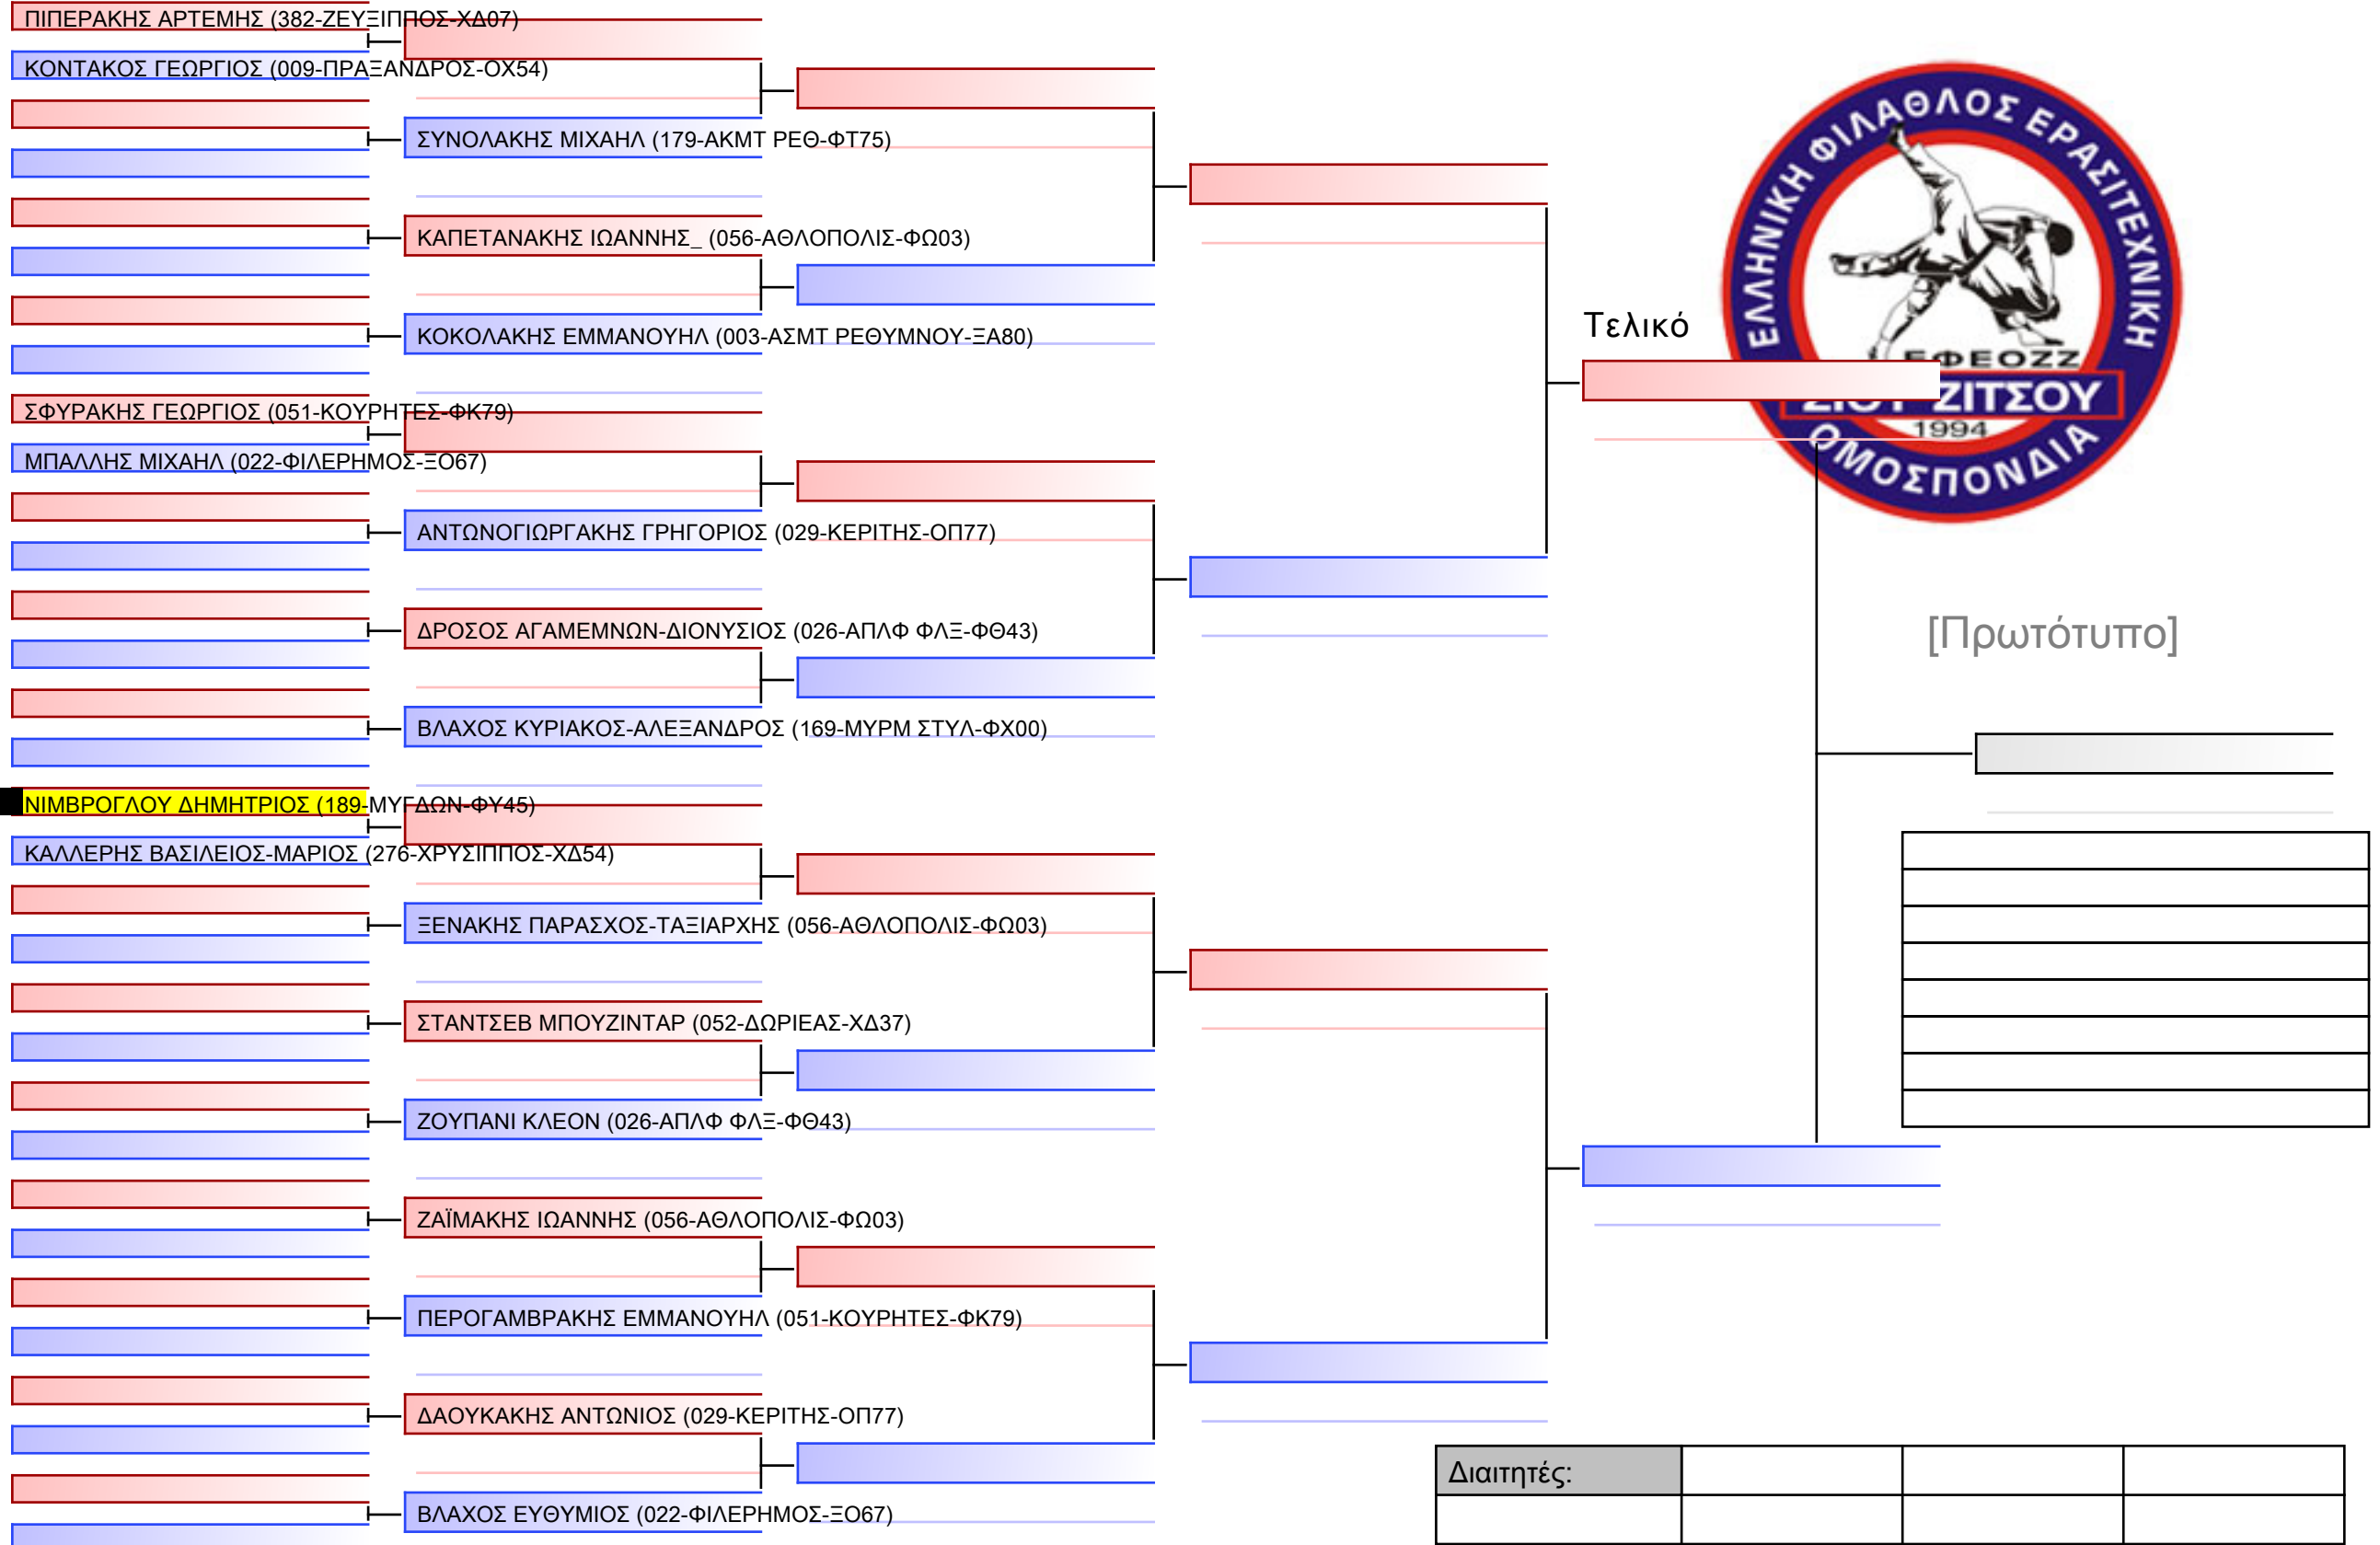 ΠΙΠΕΡΑΚΗΣ ΑΡΤΕΜΗΣ (382-ΖΕΥΞΙΠΠΟΣ-ΧΔ07)
ΚΟΝΤΑΚΟΣ ΓΕΩΡΓΙΟΣ (009-ΠΡΑΞΑΝΔΡΟΣ-ΟΧ54)
ΣΥΝΟΛΑΚΗΣ ΜΙΧΑΗΛ (179-ΑΚΜΤ ΡΕΘ-ΦΤ75)
ΚΑΠΕΤΑΝΑΚΗΣ ΙΩΑΝΝΗΣ_ (056-ΑΘΛΟΠΟΛΙΣ-ΦΩ03)
ΚΟΚΟΛΑΚΗΣ ΕΜΜΑΝΟΥΗΛ (003-ΑΣΜΤ ΡΕΘΥΜΝΟΥ-ΞΑ80)
ΣΦΥΡΑΚΗΣ ΓΕΩΡΓΙΟΣ (051-ΚΟΥΡΗΤΕΣ-ΦΚ79)
ΜΠΑΛΛΗΣ ΜΙΧΑΗΛ (022-ΦΙΛΕΡΗΜΟΣ-ΞΟ67)
ΑΝΤΩΝΟΓΙΩΡΓΑΚΗΣ ΓΡΗΓΟΡΙΟΣ (029-ΚΕΡΙΤΗΣ-ΟΠ77)
ΔΡΟΣΟΣ ΑΓΑΜΕΜΝΩΝ-ΔΙΟΝΥΣΙΟΣ (026-ΑΠΛΦ ΦΛΞ-ΦΘ43)
ΒΛΑΧΟΣ ΚΥΡΙΑΚΟΣ-ΑΛΕΞΑΝΔΡΟΣ (169-ΜΥΡΜ ΣΤΥΛ-ΦΧ00)
ΝΙΜΒΡΟΓΛΟΥ ΔΗΜΗΤΡΙΟΣ (189-ΜΥΓΔΩΝ-ΦΥ45)
ΚΑΛΛΕΡΗΣ ΒΑΣΙΛΕΙΟΣ-ΜΑΡΙΟΣ (276-ΧΡΥΣΙΠΠΟΣ-ΧΔ54)
ΞΕΝΑΚΗΣ ΠΑΡΑΣΧΟΣ-ΤΑΞΙΑΡΧΗΣ (056-ΑΘΛΟΠΟΛΙΣ-ΦΩ03)
ΣΤΑΝΤΣΕΒ ΜΠΟΥΖΙΝΤΑΡ (052-ΔΩΡΙΕΑΣ-ΧΔ37)
ΖΟΥΠΑΝΙ ΚΛΕΟΝ (026-ΑΠΛΦ ΦΛΞ-ΦΘ43)
ΖΑΪΜΑΚΗΣ ΙΩΑΝΝΗΣ (056-ΑΘΛΟΠΟΛΙΣ-ΦΩ03)
ΠΕΡΟΓΑΜΒΡΑΚΗΣ ΕΜΜΑΝΟΥΗΛ (051-ΚΟΥΡΗΤΕΣ-ΦΚ79)
ΔΑΟΥΚΑΚΗΣ ΑΝΤΩΝΙΟΣ (029-ΚΕΡΙΤΗΣ-ΟΠ77)
ΒΛΑΧΟΣ ΕΥΘΥΜΙΟΣ (022-ΦΙΛΕΡΗΜΟΣ-ΞΟ67)
Τελικό
ΕΛΛΗΝΙΚΗ ΦΙΛΑΘΛΟΣ ΕΡΑΣΙΤΕΧΝΙΚΗ
ΕΦΕΟΖΖ
ΖΙΤΣΟΥ
1994
ΟΜΟΣΠΟΝΔΙΑ
[Πρωτότυπο]
Διαιτητές: